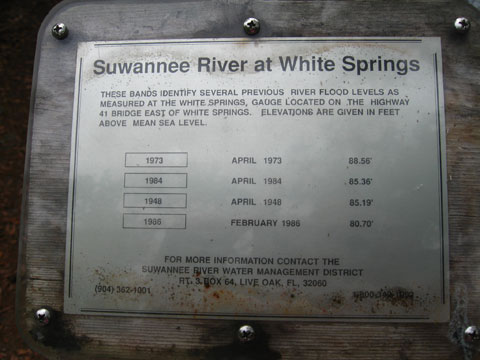 Suwannee River at White Springs
THESE BANDS IDENTIFY SEVERAL PREVIOUS RIVER FLOOD LEVELS AS
MEASURED AT THE WHITE SPRINGS, GAUGE LOCATED ON THE HIGHWAY
41 BRIDGE EAST OF WHITE SPRINGS. ELEVATIONS ARE GIVEN IN FEET
ABOVE MEAN SEA LEVEL.
1973 APRIL 1973 88.56'
1984 APRIL 1984 85.36'
1948 APRIL 1948 85.19'
1986 FEBRUARY 1986 80.70'
FOR MORE INFORMATION CONTACT THE
SUWANNEE RIVER WATER MANAGEMENT DISTRICT
RT. 3 BOX 64, LIVE OAK, FL. 32060
(904) 362-1001